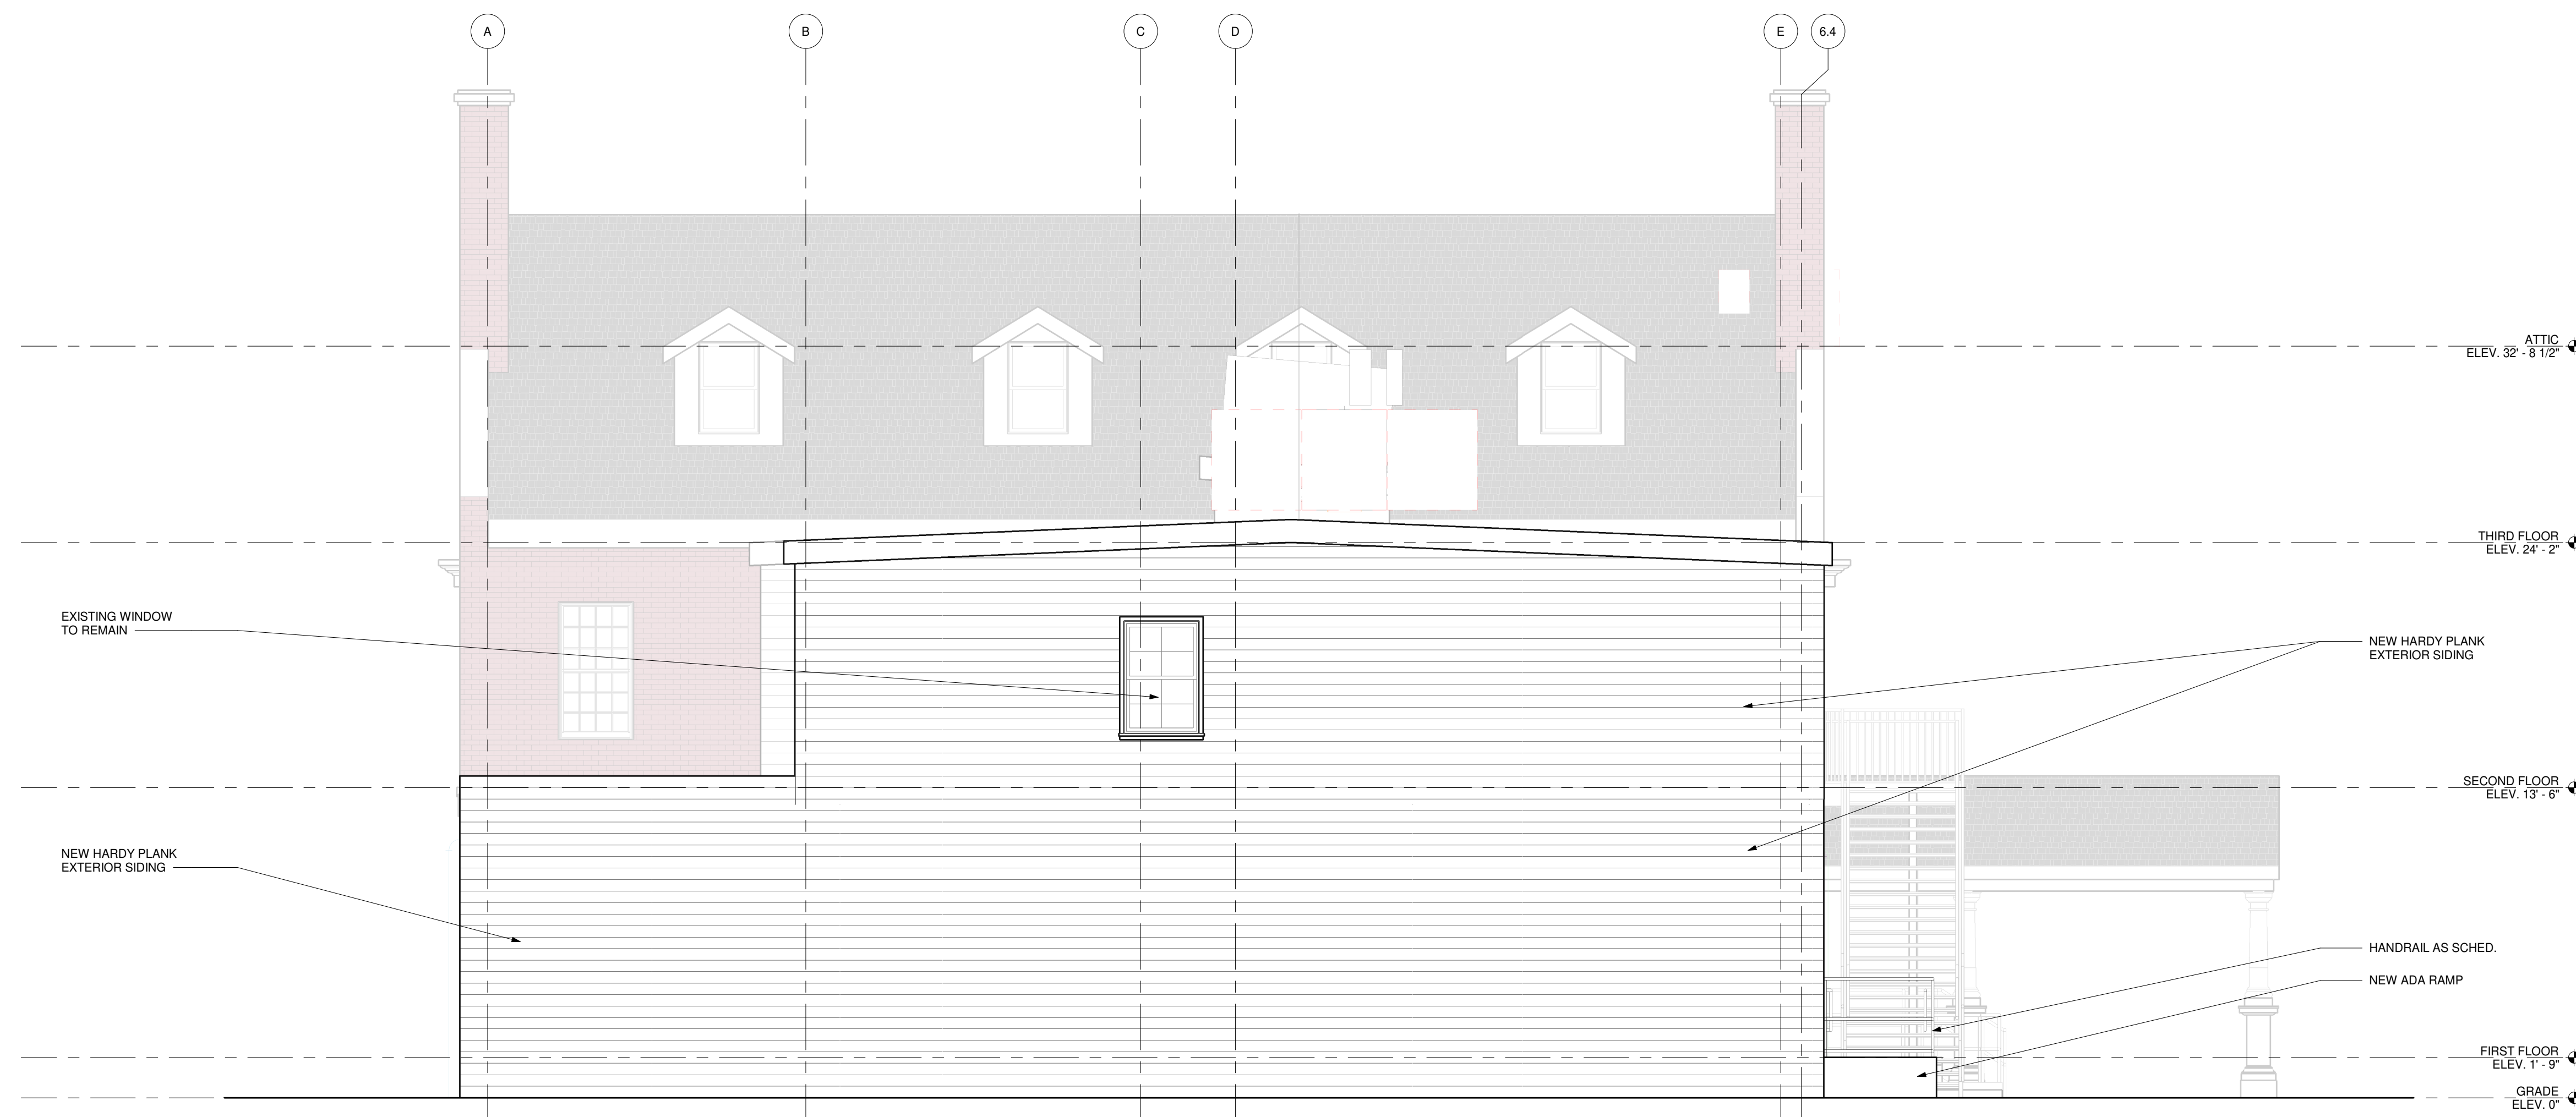 A
B
C
D
E
6.4
ATTIC
ELEV. 32' - 8 1/2"
THIRD FLOOR
ELEV. 24' - 2"
EXISTING WINDOW
TO REMAIN
NEW HARDY PLANK
EXTERIOR SIDING
SECOND FLOOR
ELEV. 13' - 6"
NEW HARDY PLANK
EXTERIOR SIDING
HANDRAIL AS SCHED.
NEW ADA RAMP
FIRST FLOOR
ELEV. 1' - 9"
GRADE
ELEV. 0"